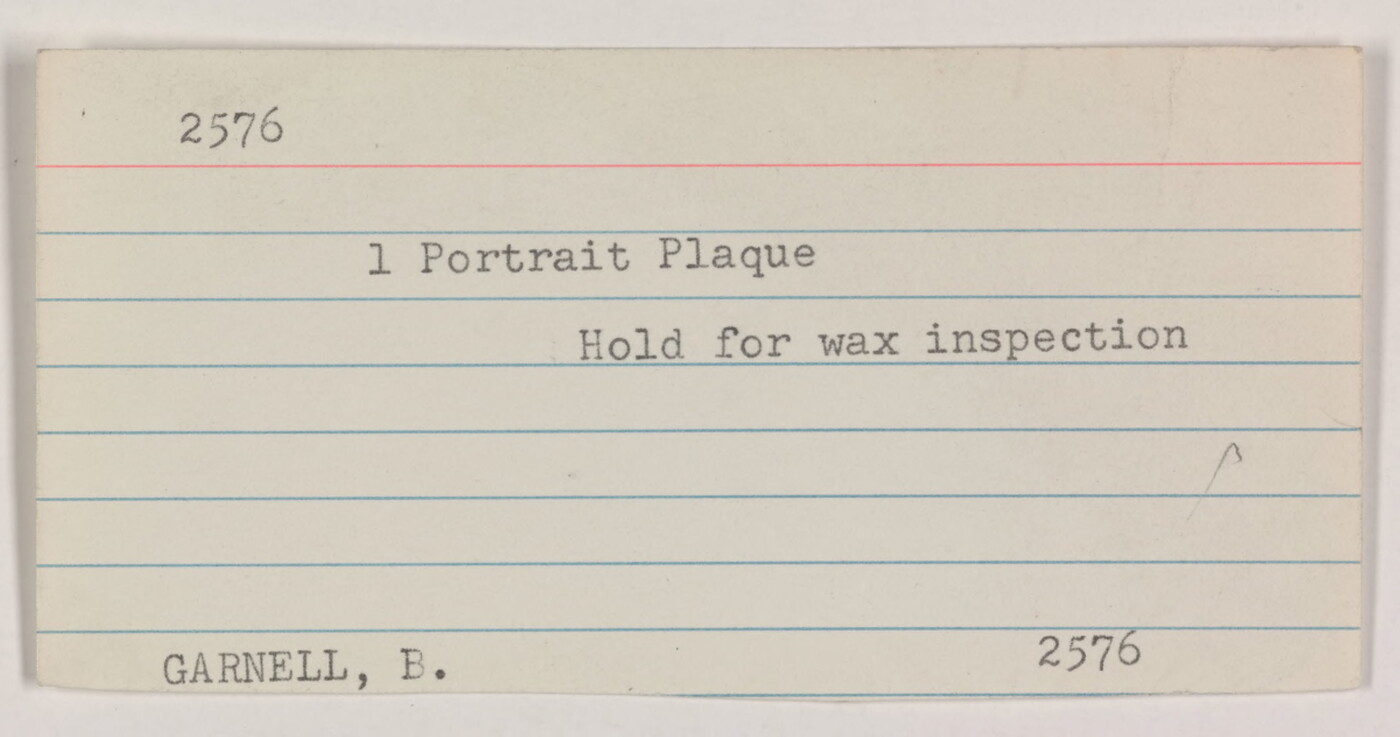 2576
1 Portrait Plaque
Hold for wax inspection
GARNELL, B. 2576